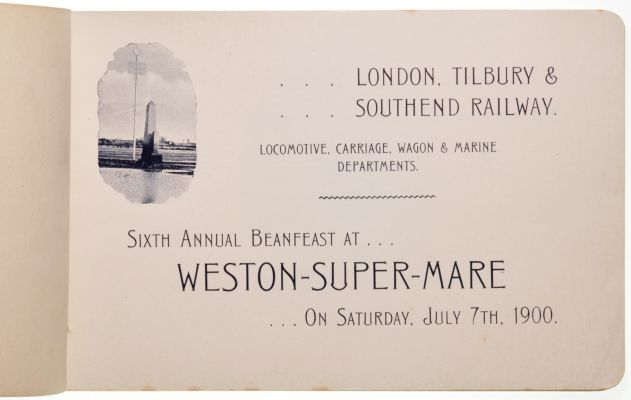 . . . LONDON, TILBURY &
. . . SOUTHEND RAILWAY.
LOCOMOTIVE, CARRIAGE, WAGON & MARINE
DEPARTMENTS.
SIXTH ANNUAL BEANFEAST AT . . .
WESTON-SUPER-MARE
. . . ON SATURDAY, JULY 7TH, 1900.